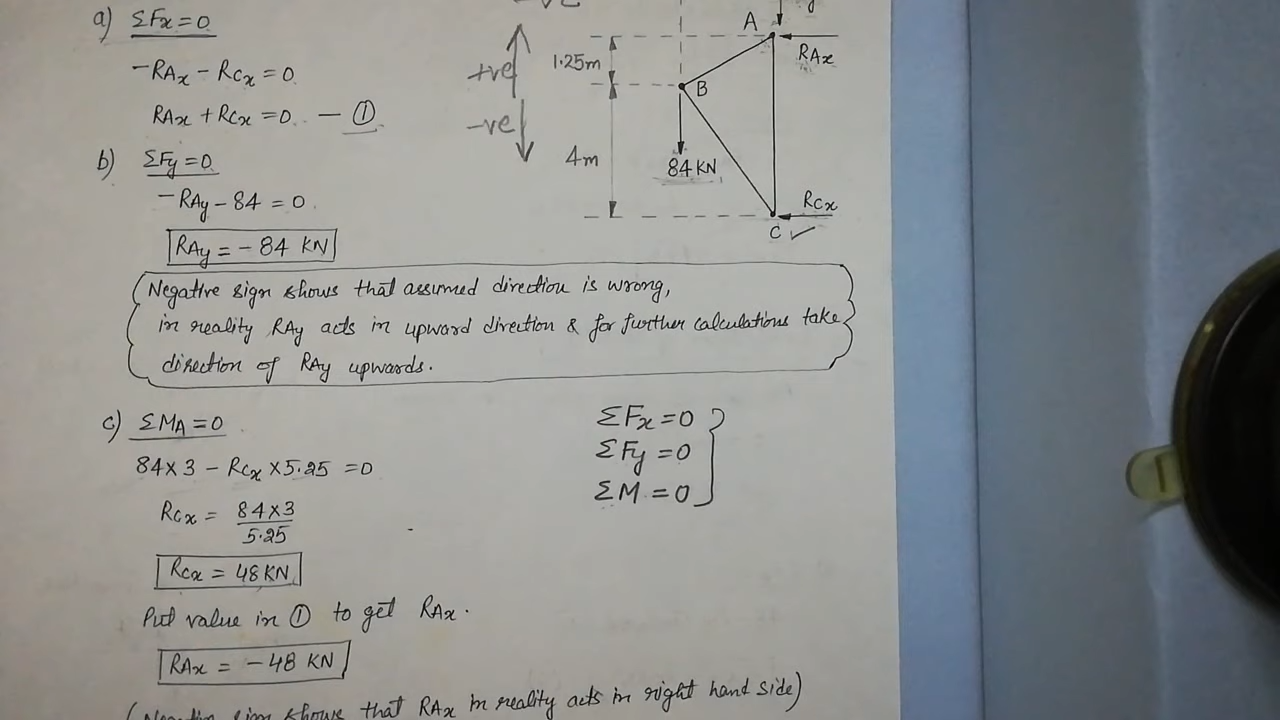 a) ΣFx = 0
-RAx - RCx = 0
RAx + RCx = 0 - ①
b) ΣFy = 0
-RAy - 84 = 0
RAy = - 84 KN
Negative sign shows that assumed direction is wrong,
in reality RAy acts in upward direction & for further calculations take
direction of RAy upwards.
c) ΣMA = 0
84 x 3 - RCx x 5.25 = 0
RCx = 84 x 3
5.25
RCx = 48 KN
Put value in ① to get RAx.
RAx = - 48 KN
(Negative sign shows that RAx in reality acts in right hand side)
+ve
-ve
A
RAx
1.25m
B
4m
84 KN
RCx
C ✓
ΣFx = 0
ΣFy = 0
ΣM = 0